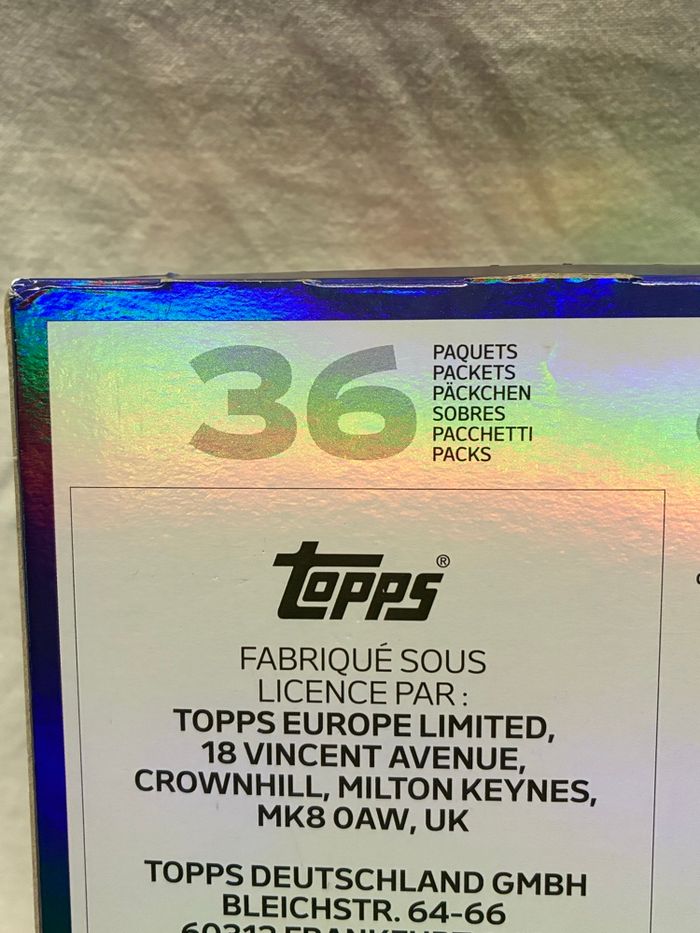 36
PAQUETS
PACKETS
PÄCKCHEN
SOBRES
PACCHETTI
PACKS
Topps®
FABRIQUÉ SOUS
LICENCE PAR :
TOPPS EUROPE LIMITED,
18 VINCENT AVENUE,
CROWNHILL, MILTON KEYNES,
MK8 0AW, UK
TOPPS DEUTSCHLAND GMBH
BLEICHSTR. 64-66